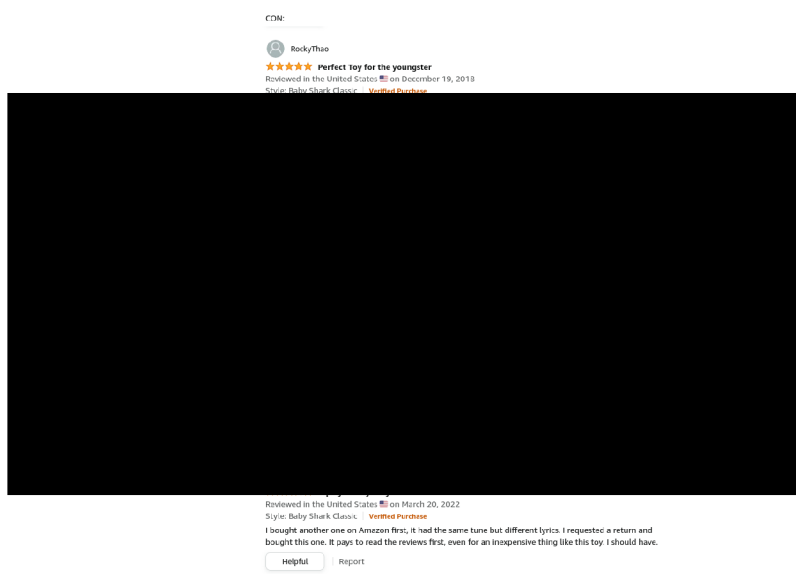 CON:
RockyThao
Perfect Toy for the youngster
Reviewed in the United States on December 19, 2018
Style: Baby Shark Classic | Verified Purchase
Reviewed in the United States on March 20, 2022
Style: Baby Shark Classic | Verified Purchase
I bought another one on Amazon first, it had the same tune but different lyrics. I requested a return and
bought this one. It pays to read the reviews first, even for an inexpensive thing like this toy. I should have.
Helpful | Report